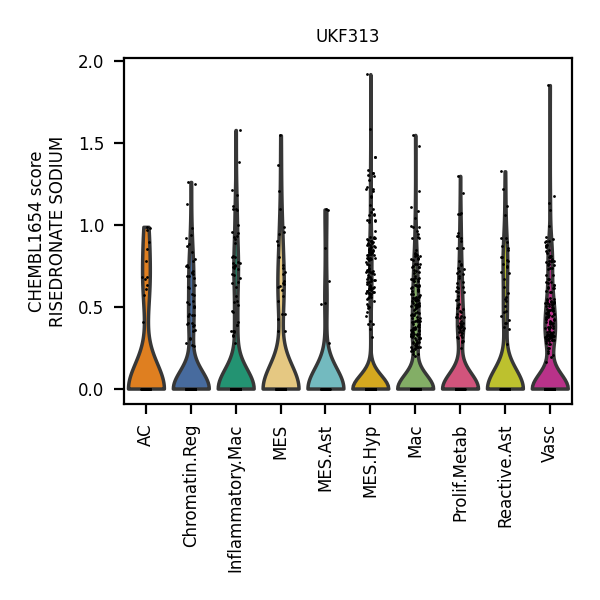 UKF313
CHEMBL1654 score
RISEDRONATE SODIUM
2.0
1.5
1.0
0.5
0.0
AC
Chromatin.Reg
Inflammatory.Mac
MES
MES.Ast
MES.Hyp
Mac
Prolif.Metab
Reactive.Ast
Vasc